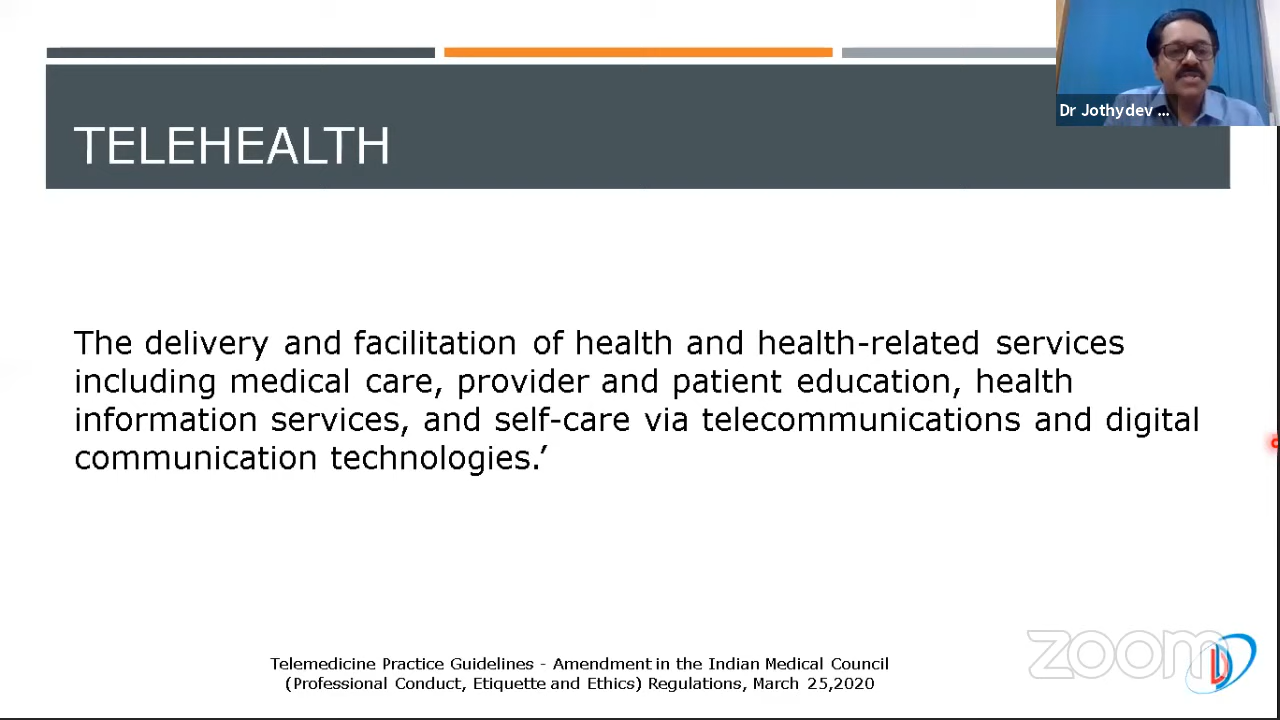 TELEHEALTH
Dr Jothydev ...
The delivery and facilitation of health and health-related services
including medical care, provider and patient education, health
information services, and self-care via telecommunications and digital
communication technologies.’
Telemedicine Practice Guidelines - Amendment in the Indian Medical Council
(Professional Conduct, Etiquette and Ethics) Regulations, March 25,2020
zoom